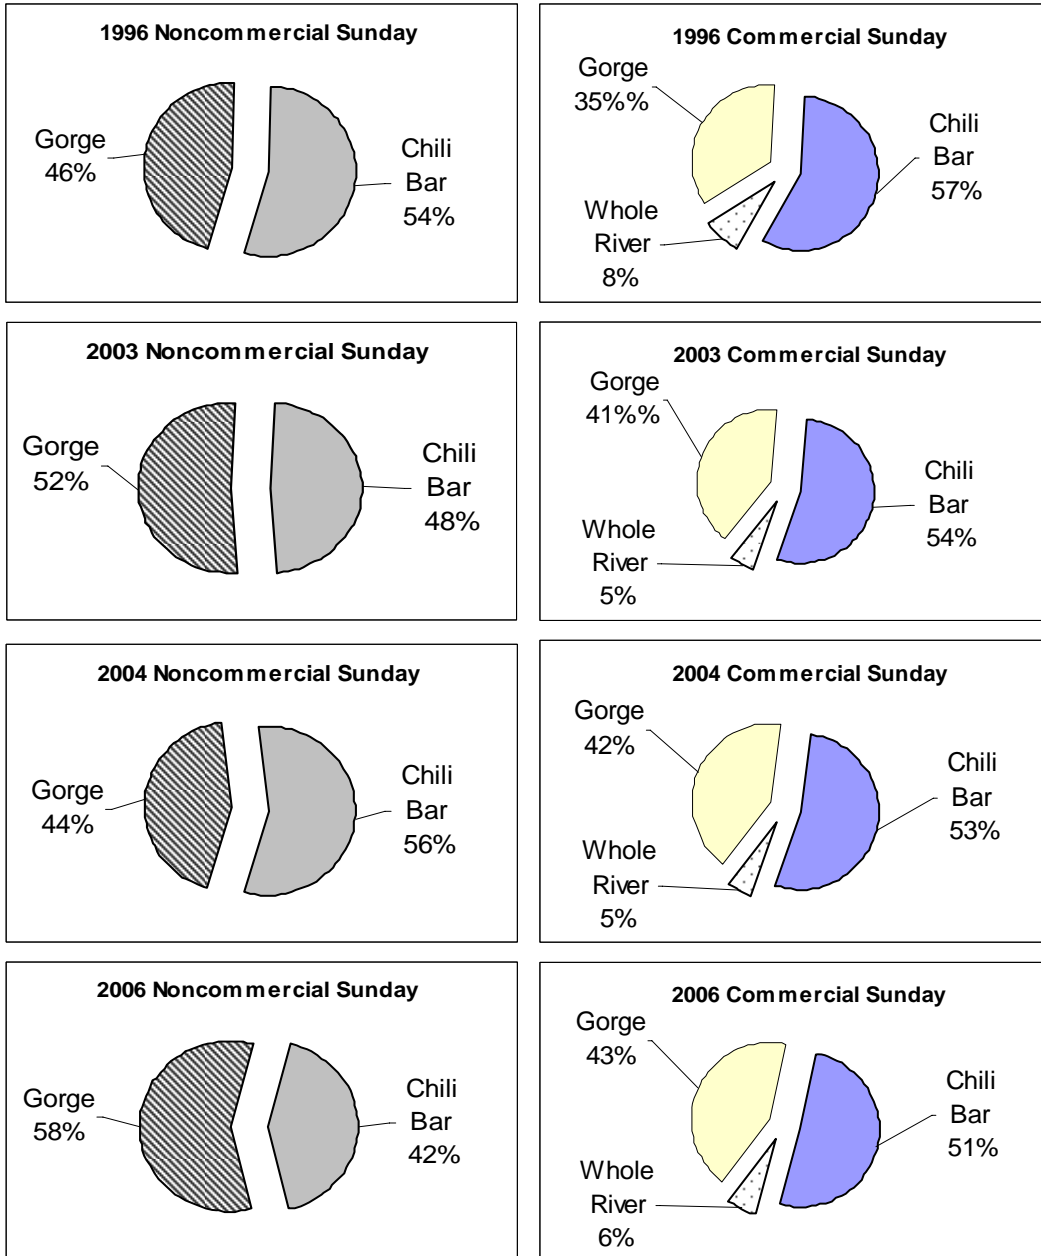 1996 Noncommercial Sunday
Gorge
46%
Chili
Bar
54%
1996 Commercial Sunday
Gorge
35%%
Chili
Bar
57%
Whole
River
8%
2003 Noncommercial Sunday
Gorge
52%
Chili
Bar
48%
2003 Commercial Sunday
Gorge
41%%
Chili
Bar
54%
Whole
River
5%
2004 Noncommercial Sunday
Gorge
44%
Chili
Bar
56%
2004 Commercial Sunday
Gorge
42%
Chili
Bar
53%
Whole
River
5%
2006 Noncommercial Sunday
Gorge
58%
Chili
Bar
42%
2006 Commercial Sunday
Gorge
43%
Chili
Bar
51%
Whole
River
6%